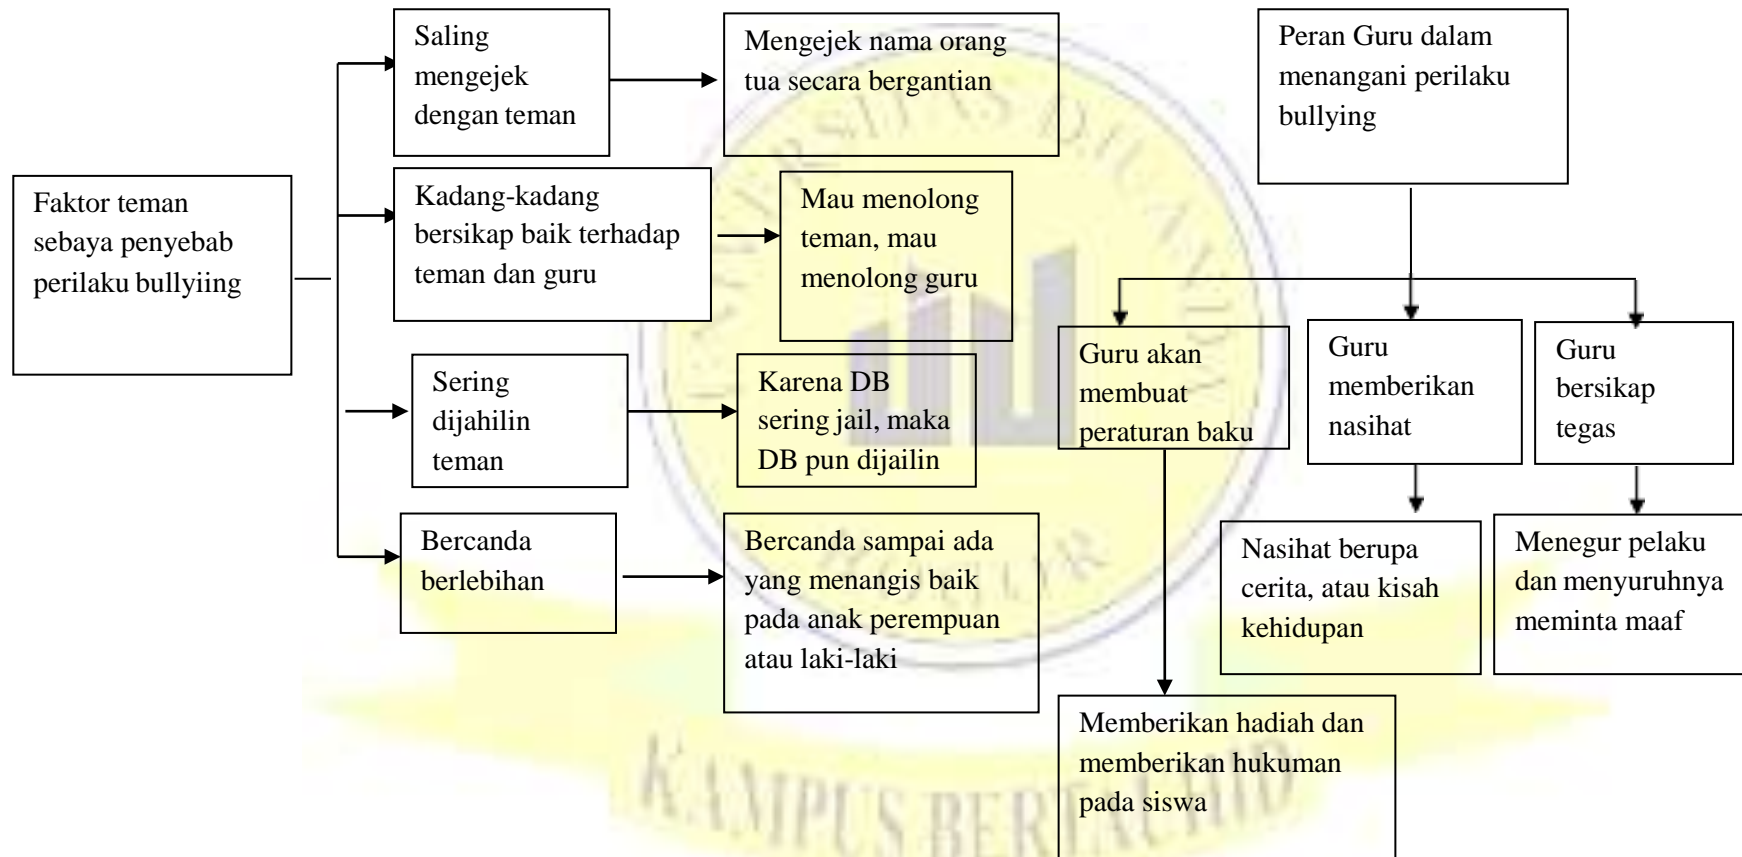 Saling
mengejek
dengan teman
Mengejek nama orang
tua secara bergantian
Peran Guru dalam
menangani perilaku
bullying
Faktor teman
sebaya penyebab
perilaku bullyiing
Kadang-kadang
bersikap baik terhadap
teman dan guru
Mau menolong
teman, mau
menolong guru
Sering
dijahilin
teman
Karena DB
sering jail, maka
DB pun dijailin
Guru akan
membuat
peraturan baku
Guru
memberikan
nasihat
Guru
bersikap
tegas
Bercanda
berlebihan
Bercanda sampai ada
yang menangis baik
pada anak perempuan
atau laki-laki
Nasihat berupa
cerita, atau kisah
kehidupan
Menegur pelaku
dan menyuruhnya
meminta maaf
Memberikan hadiah dan
memberikan hukuman
pada siswa
UNIVERSITAS DJUANDA
BOGOR
KAMPUS BERTAUHID